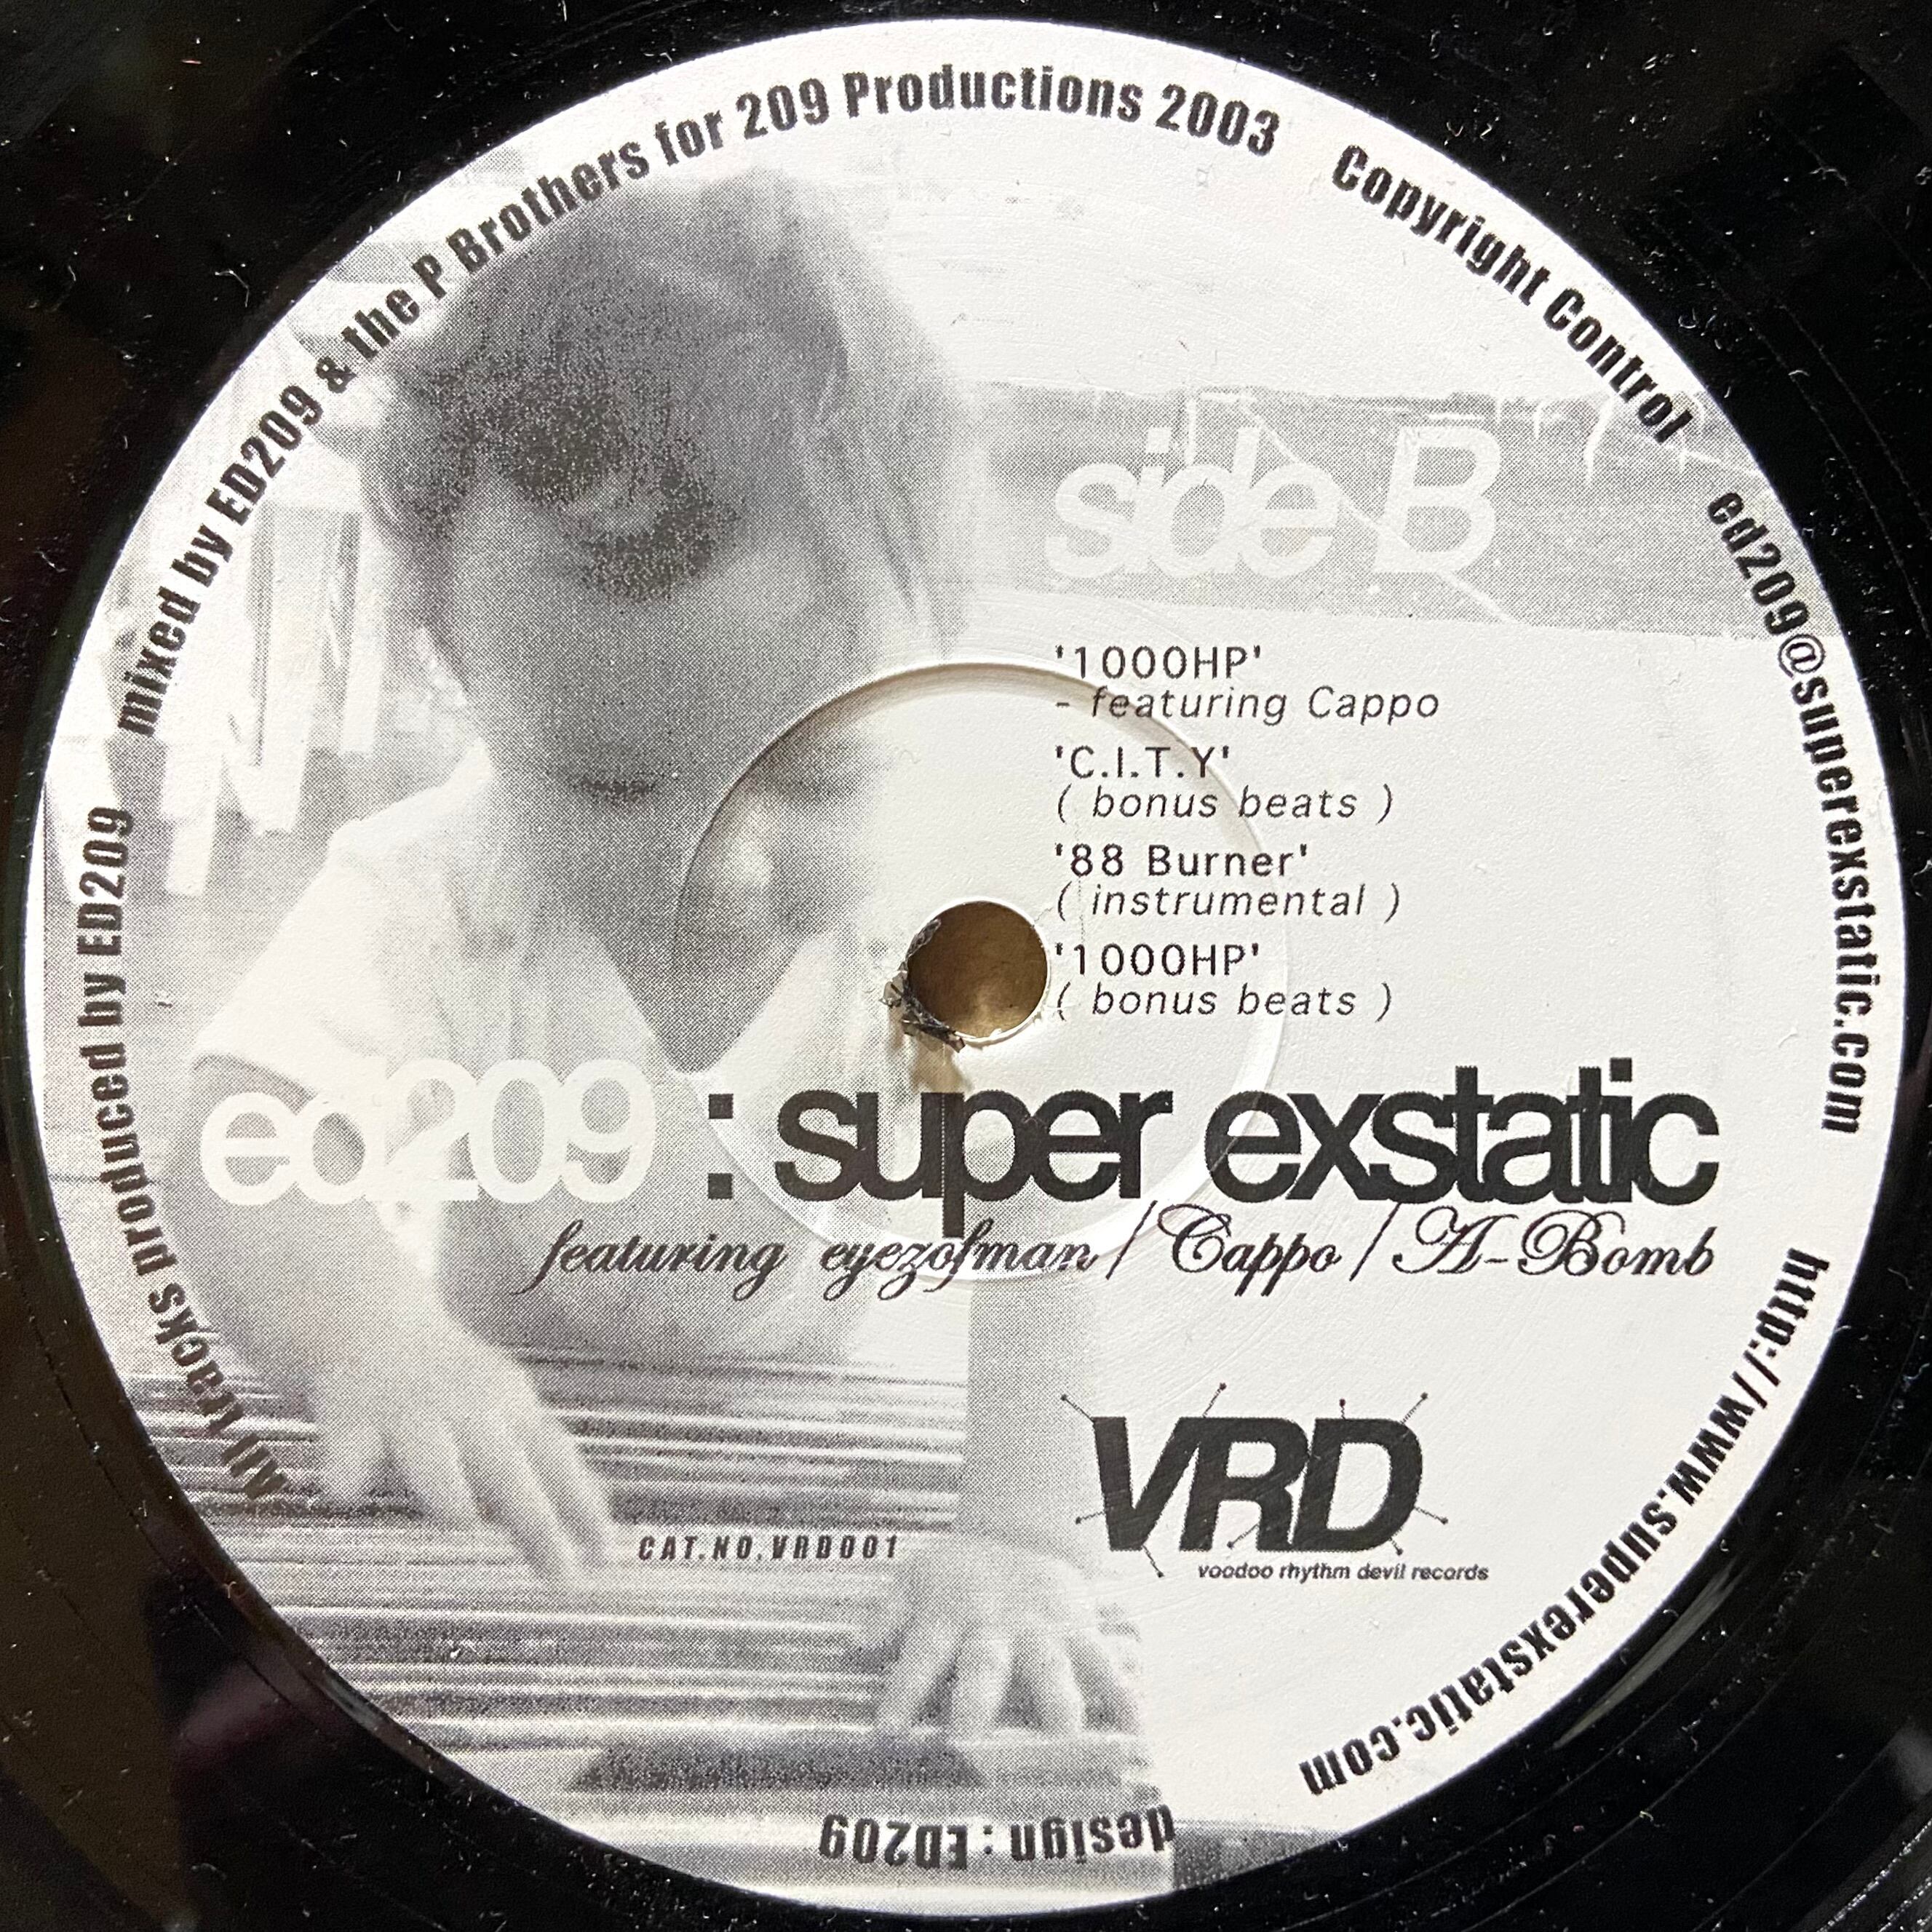 All tracks produced by ED209
mixed by ED209 & the P Brothers for 209 Productions 2003
Copyright Control
ed209@superexstatic.com
http://www.superexstatic.com
design : ED209
side B
'1000HP'
- featuring Cappo
'C.I.T.Y'
( bonus beats )
'88 Burner'
( instrumental )
'1000HP'
( bonus beats )
ed209 : super exstatic
featuring eyezofman / Cappo / A-Bomb
VRD
voodoo rhythm devil records
CAT.NO.VRD001